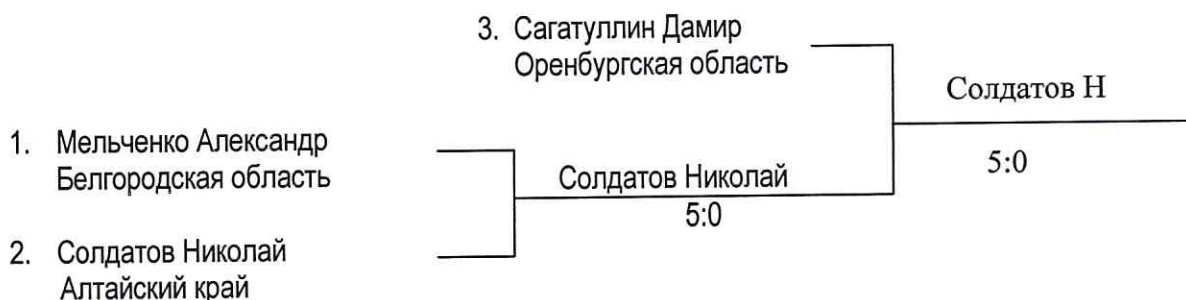 3. Сагатуллин Дамир
Оренбургская область
Солдатов Н
5:0
1. Мельченко Александр
Белгородская область
Солдатов Николай
5:0
2. Солдатов Николай
Алтайский край